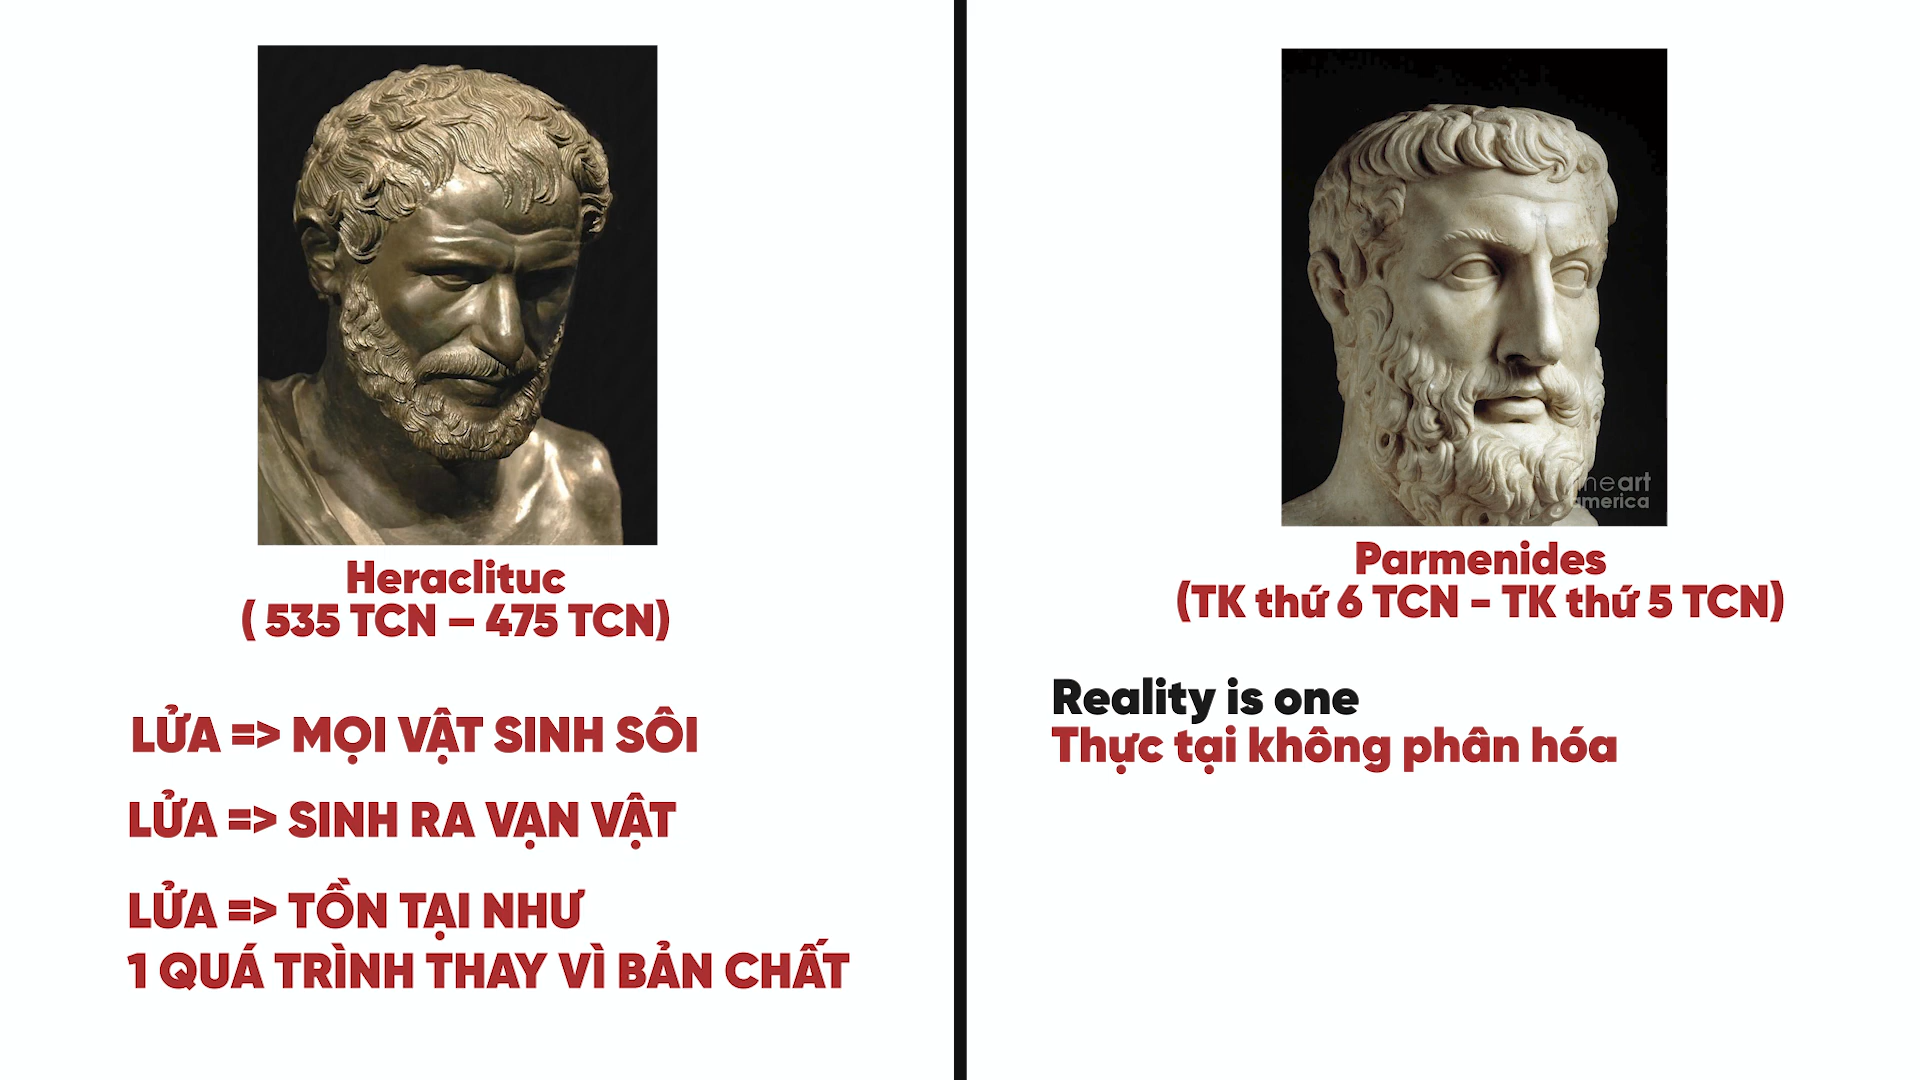 Heraclituc
( 535 TCN – 475 TCN)
LỬA => MỌI VẬT SINH SÔI
LỬA => SINH RA VẠN VẬT
LỬA => TỒN TẠI NHƯ
1 QUÁ TRÌNH THAY VÌ BẢN CHẤT
art
america
Parmenides
(TK thứ 6 TCN - TK thứ 5 TCN)
Reality is one
Thực tại không phân hóa